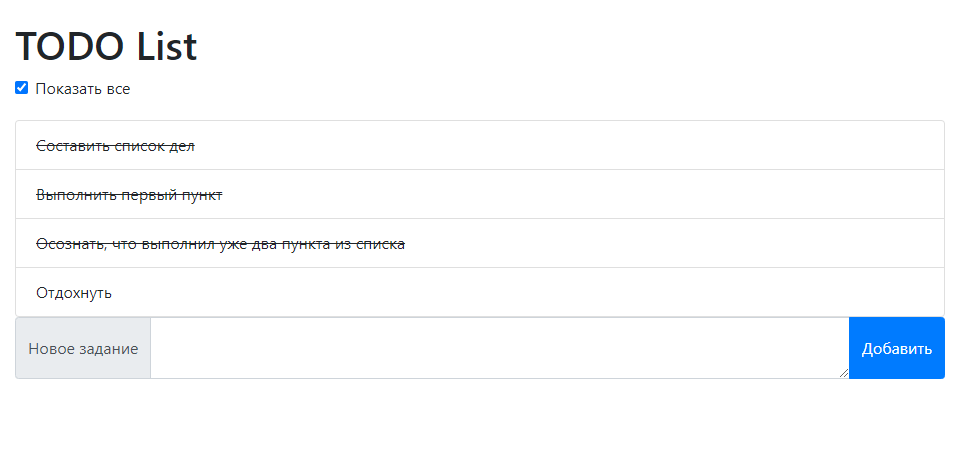 TODO List
Показать все
Составить список дел
Выполнить первый пункт
Осознать, что выполнил уже два пункта из списка
Отдохнуть
Новое задание Добавить